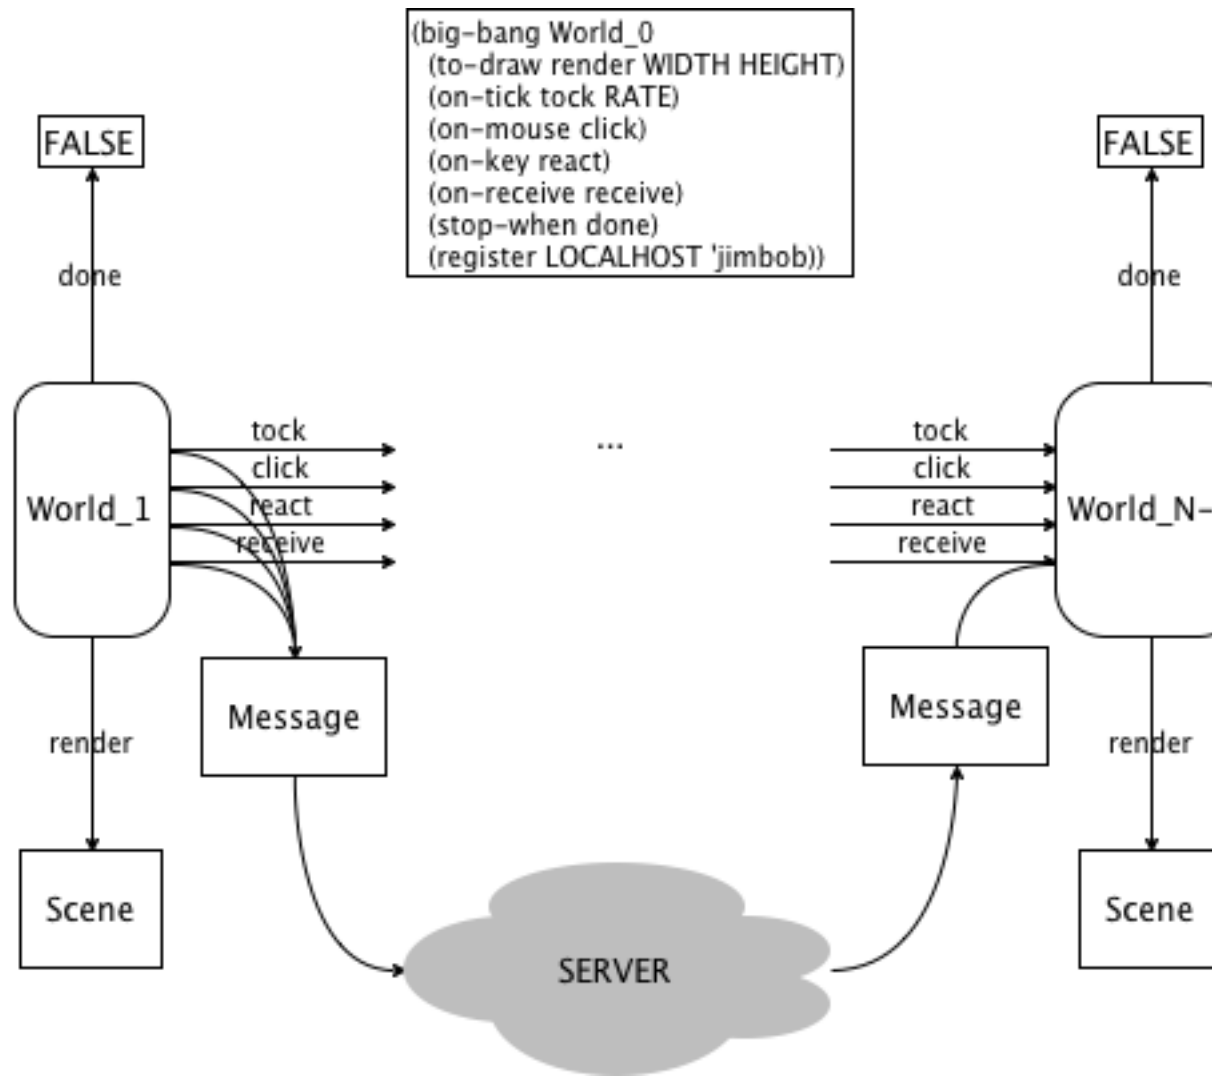 (big-bang World_0
(to-draw render WIDTH HEIGHT)
(on-tick tock RATE)
(on-mouse click)
(on-key react)
(on-receive receive)
(stop-when done)
(register LOCALHOST 'jimbob))
FALSE
FALSE
done
done
tock
...
tock
click
click
World_1
react
react
World_N-
receive
receive
Message
Message
render
render
Scene
Scene
SERVER